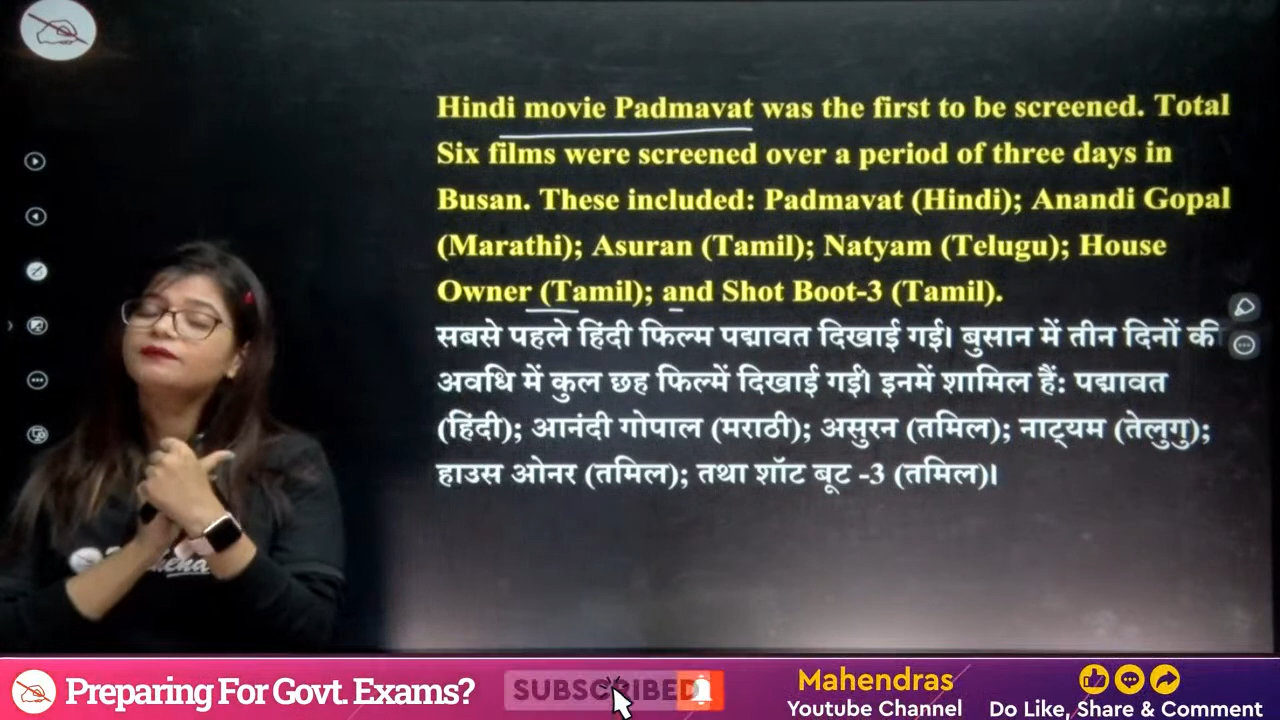 Hindi movie Padmavat was the first to be screened. Total
Six films were screened over a period of three days in
Busan. These included: Padmavat (Hindi); Anandi Gopal
(Marathi); Asuran (Tamil); Natyam (Telugu); House
Owner (Tamil); and Shot Boot-3 (Tamil).
सबसे पहले हिंदी फिल्म पद्मावत दिखाई गई। बुसान में तीन दिनों की
अवधि में कुल छह फिल्में दिखाई गईं। इनमें शामिल हैं: पद्मावत
(हिंदी); आनंदी गोपाल (मराठी); असुरन (तमिल); नाट्यम (तेलुगु);
हाउस ओनर (तमिल); तथा शॉट बूट -3 (तमिल)।
Preparing For Govt. Exams?
SUBSCRIBED
Mahendras
Youtube Channel
Do Like, Share & Comment